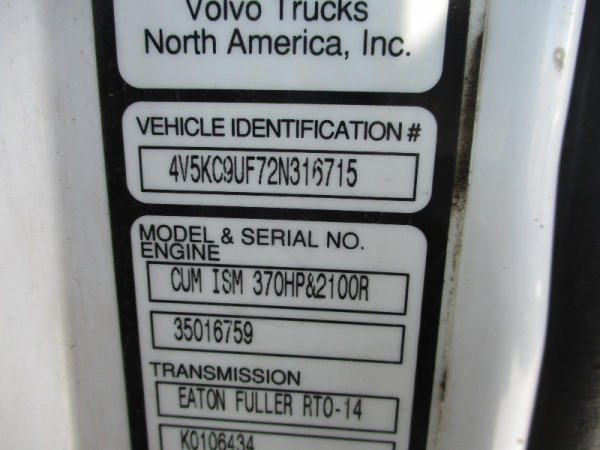 Volvo Trucks
North America, Inc.
VEHICLE IDENTIFICATION #
4V5KC9UF72N316715
MODEL & SERIAL NO.
ENGINE
CUM ISM 370HP&2100R
35016759
TRANSMISSION
EATON FULLER RTO-14
K0106434